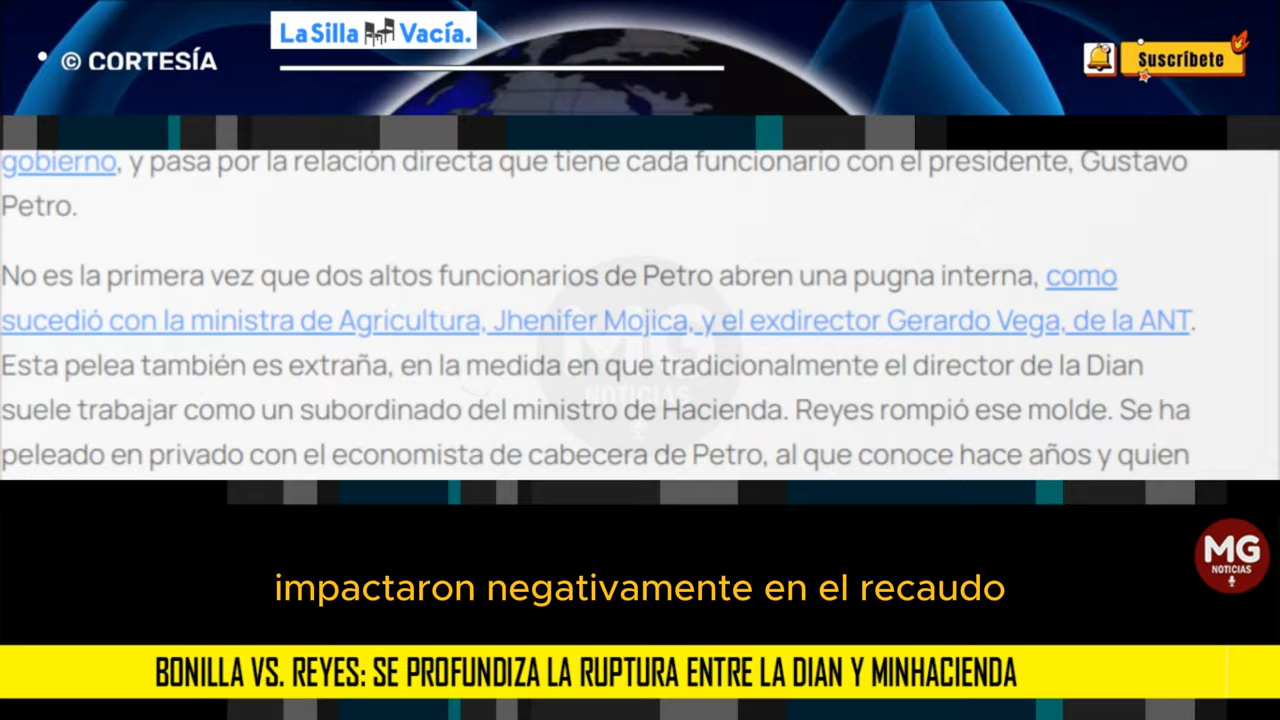 La Silla Vacía.
© CORTESÍA
Suscríbete
gobierno, y pasa por la relación directa que tiene cada funcionario con el presidente, Gustavo
Petro.
No es la primera vez que dos altos funcionarios de Petro abren una pugna interna, como
sucedió con la ministra de Agricultura, Jhenifer Mojica, y el exdirector Gerardo Vega, de la ANT.
Esta pelea también es extraña, en la medida en que tradicionalmente el director de la Dian
suele trabajar como un subordinado del ministro de Hacienda. Reyes rompió ese molde. Se ha
peleado en privado con el economista de cabecera de Petro, al que conoce hace años y quien
MG
NOTICIAS
impactaron negativamente en el recaudo
MG
NOTICIAS
BONILLA VS. REYES: SE PROFUNDIZA LA RUPTURA ENTRE LA DIAN Y MINHACIENDA